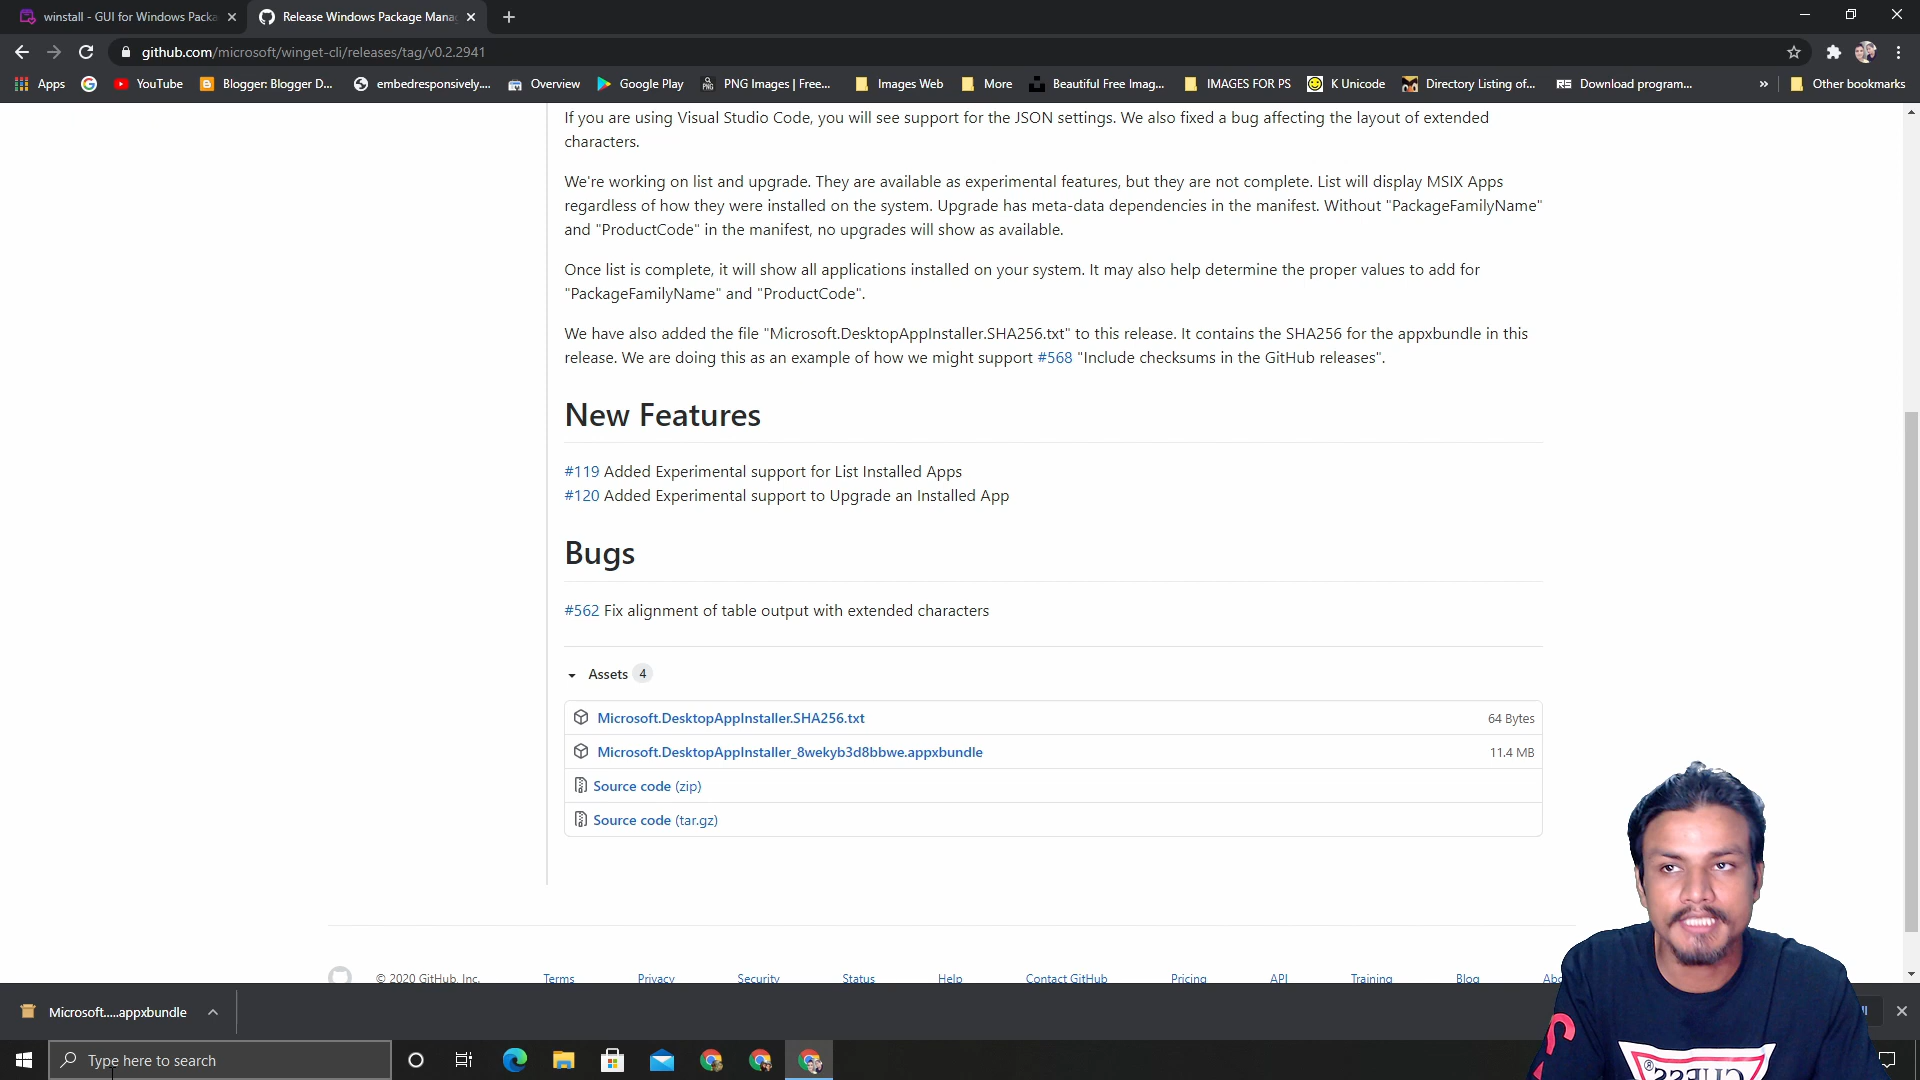 winstall - GUI for Windows Packa
Release Windows Package Mana
github.com/microsoft/winget-cli/releases/tag/v0.2.2941
Apps
YouTube
Blogger: Blogger D...
embedresponsively....
Overview
Google Play
PNG Images | Free...
Images Web
More
Beautiful Free Imag...
IMAGES FOR PS
K Unicode
Directory Listing of...
RS
Download program...
»
Other bookmarks
If you are using Visual Studio Code, you will see support for the JSON settings. We also fixed a bug affecting the layout of extended
characters.
We're working on list and upgrade. They are available as experimental features, but they are not complete. List will display MSIX Apps
regardless of how they were installed on the system. Upgrade has meta-data dependencies in the manifest. Without "PackageFamilyName"
and "ProductCode" in the manifest, no upgrades will show as available.
Once list is complete, it will show all applications installed on your system. It may also help determine the proper values to add for
"PackageFamilyName" and "ProductCode".
We have also added the file "Microsoft.DesktopAppInstaller.SHA256.txt" to this release. It contains the SHA256 for the appxbundle in this
release. We are doing this as an example of how we might support #568 "Include checksums in the GitHub releases".
New Features
#119 Added Experimental support for List Installed Apps
#120 Added Experimental support to Upgrade an Installed App
Bugs
#562 Fix alignment of table output with extended characters
Assets 4
Microsoft.DesktopAppInstaller.SHA256.txt 64 Bytes
Microsoft.DesktopAppInstaller_8wekyb3d8bbwe.appxbundle 11.4 MB
Source code (zip)
Source code (tar.gz)
© 2020 GitHub, Inc.
Terms
Privacy
Security
Status
Help
Contact GitHub
Pricing
API
Training
Blog
Microsoft.....appxbundle
Type here to search
GUESS